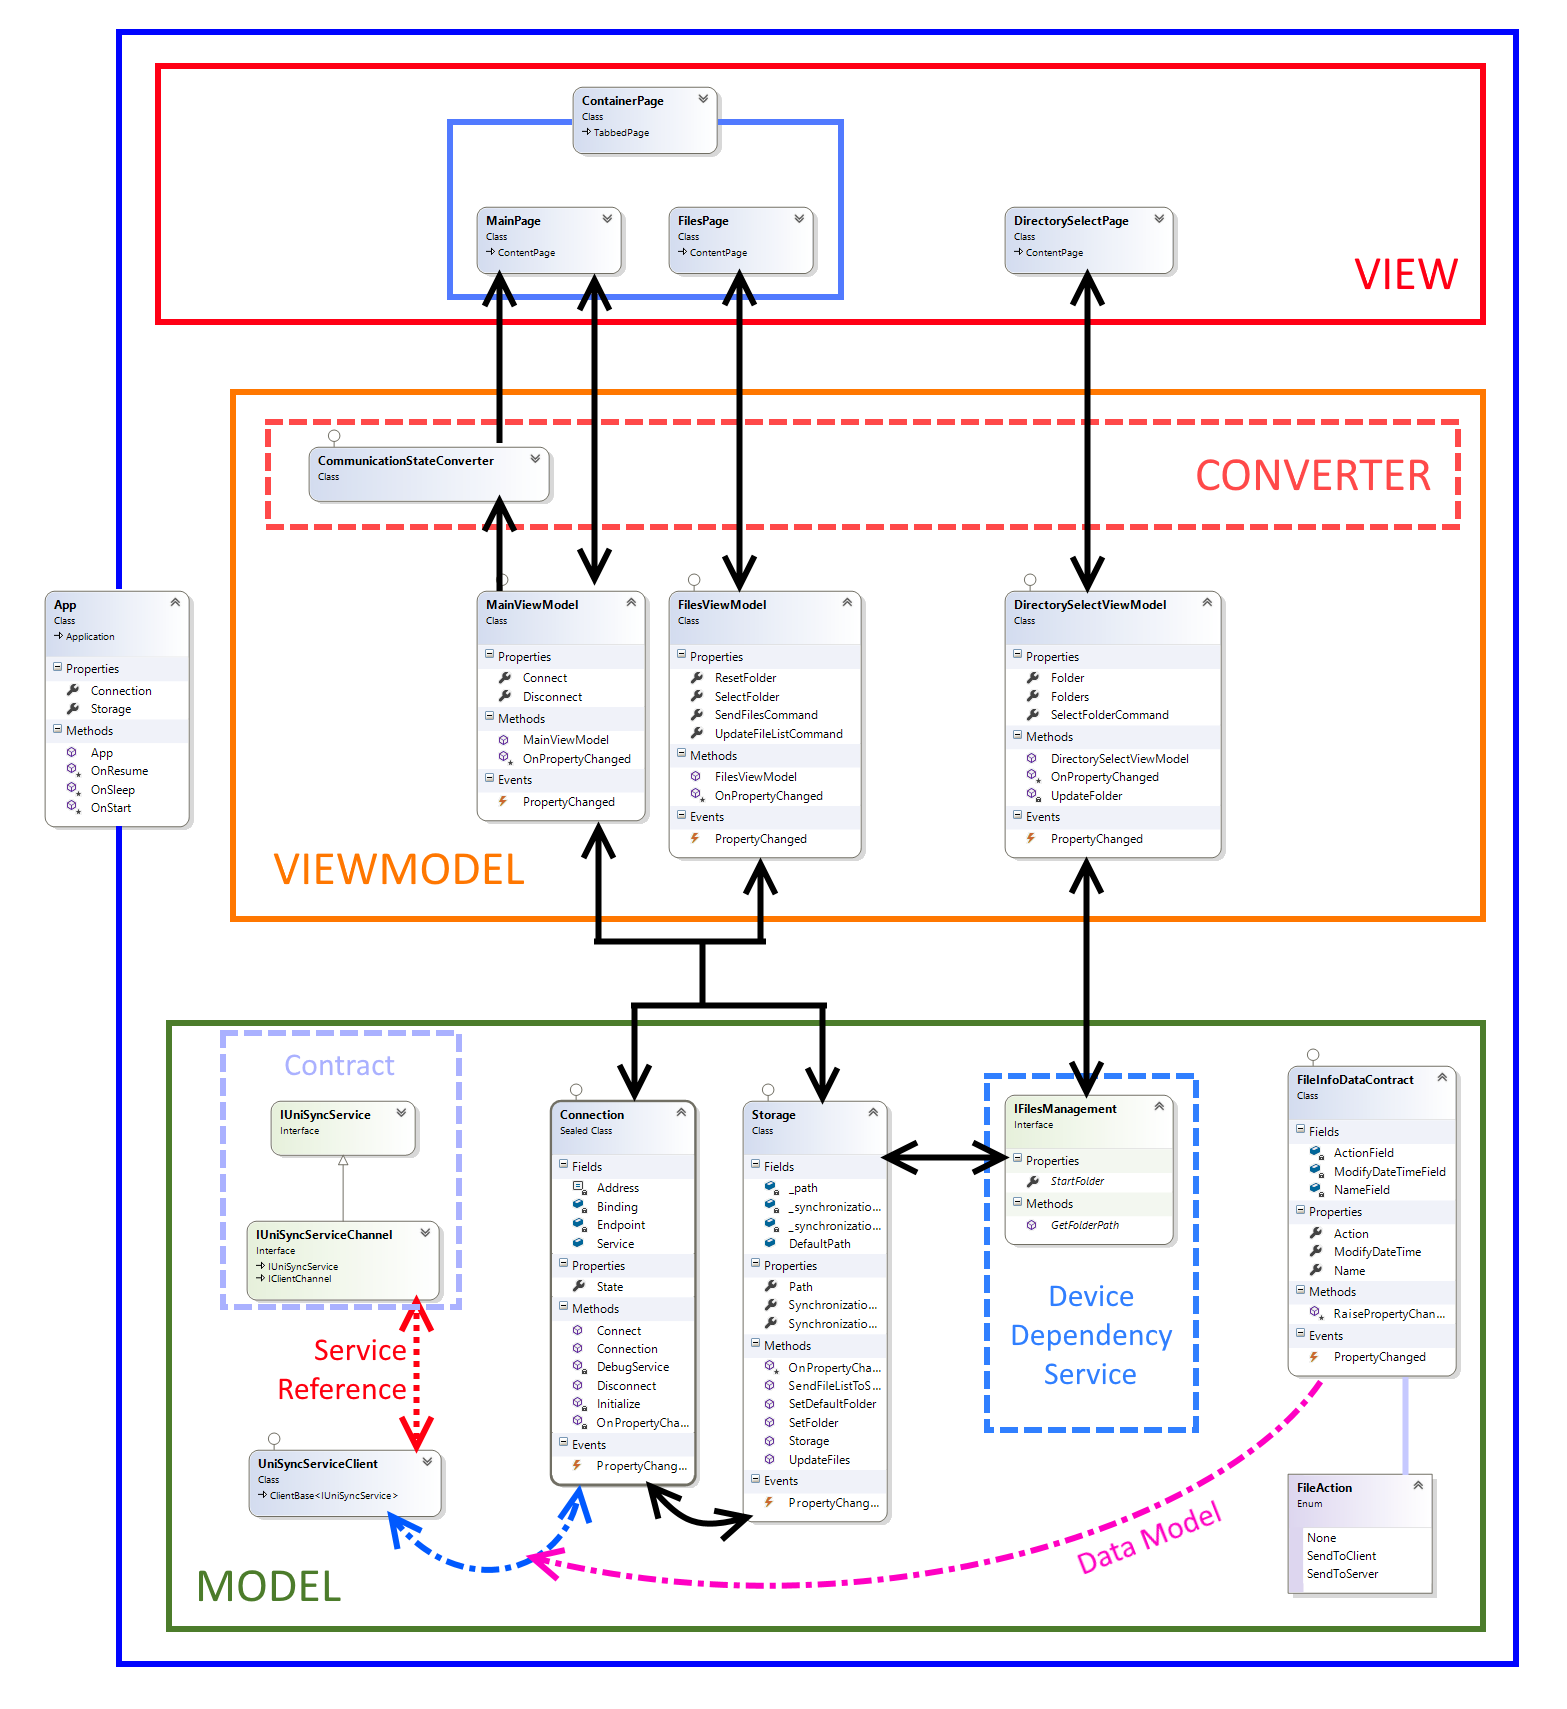 ContainerPage
Class
TabbedPage
MainPage
Class
ContentPage
FilesPage
Class
ContentPage
DirectorySelectPage
Class
ContentPage
VIEW
CommunicationStateConverter
Class
CONVERTER
App
Class
Application
Properties
Connection
Storage
Methods
App
OnResume
OnSleep
OnStart
MainViewModel
Class
Properties
Connect
Disconnect
Methods
MainViewModel
OnPropertyChanged
Events
PropertyChanged
FilesViewModel
Class
Properties
ResetFolder
SelectFolder
SendFilesCommand
UpdateFileListCommand
Methods
FilesViewModel
OnPropertyChanged
Events
PropertyChanged
DirectorySelectViewModel
Class
Properties
Folder
Folders
SelectFolderCommand
Methods
DirectorySelectViewModel
OnPropertyChanged
UpdateFolder
Events
PropertyChanged
VIEWMODEL
Contract
IUniSyncService
Interface
IUniSyncServiceChannel
Interface
IUniSyncService
IClientChannel
Service
Reference
UniSyncServiceClient
Class
ClientBase<IUniSyncService>
MODEL
Connection
Sealed Class
Fields
Address
Binding
Endpoint
Service
Properties
State
Methods
Connect
Connection
DebugService
Disconnect
Initialize
OnPropertyCha...
Events
PropertyChang...
Storage
Class
Fields
_path
_synchronizatio...
_synchronizatio...
DefaultPath
Properties
Path
Synchronizatio...
Synchronizatio...
Methods
OnPropertyCha...
SendFileListToS...
SetDefaultFolder
SetFolder
Storage
UpdateFiles
Events
PropertyChang...
IFilesManagement
Interface
Properties
StartFolder
Methods
GetFolderPath
Device
Dependency
Service
FileInfoDataContract
Class
Fields
ActionField
ModifyDateTimeField
NameField
Properties
Action
ModifyDateTime
Name
Methods
RaisePropertyChan...
Events
PropertyChanged
Data Model
FileAction
Enum
None
SendToClient
SendToServer